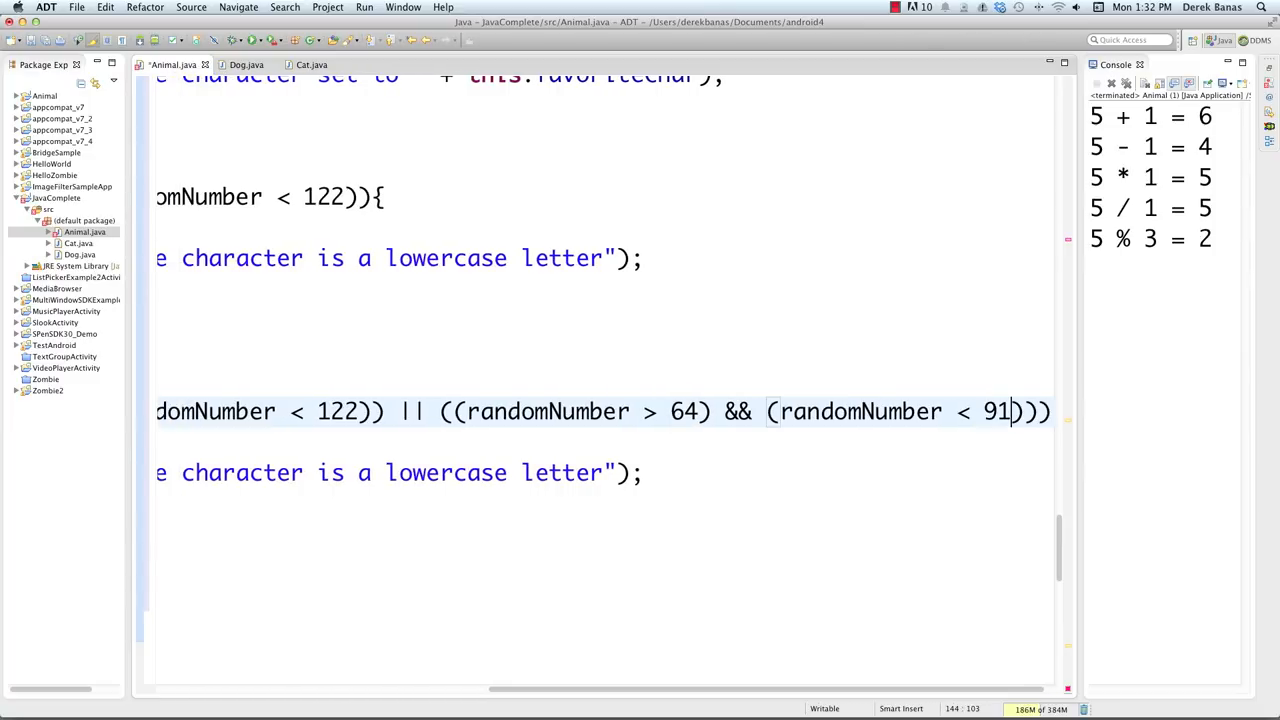 ADT File Edit Refactor Source Navigate Search Project Run Window Help
10 Mon 1:32 PM Derek Banas
Java – JavaComplete/src/Animal.java – ADT – /Users/derekbanas/Documents/android4
Quick Access
Java
DDMS
Package Exp
*Animal.java
Dog.java
Cat.java
Animal
appcompat_v7
appcompat_v7_2
appcompat_v7_3
appcompat_v7_4
BridgeSample
HelloWorld
HelloZombie
ImageFilterSampleApp
JavaComplete
src
(default package)
Animal.java
Cat.java
Dog.java
JRE System Library [Ja
ListPickerExample2Activi
MediaBrowser
MultiWindowSDKExample
MusicPlayerActivity
SlookActivity
SPenSDK30_Demo
TestAndroid
TextGroupActivity
VideoPlayerActivity
Zombie
Zombie2
e character set to " + this.favoriteChar);
omNumber < 122)){
e character is a lowercase letter");
domNumber < 122)) || ((randomNumber > 64) && (randomNumber < 91)))
e character is a lowercase letter");
Console
<terminated> Animal (1) [Java Application] /S
5 + 1 = 6
5 - 1 = 4
5 * 1 = 5
5 / 1 = 5
5 % 3 = 2
Writable
Smart Insert
144 : 103
186M of 384M